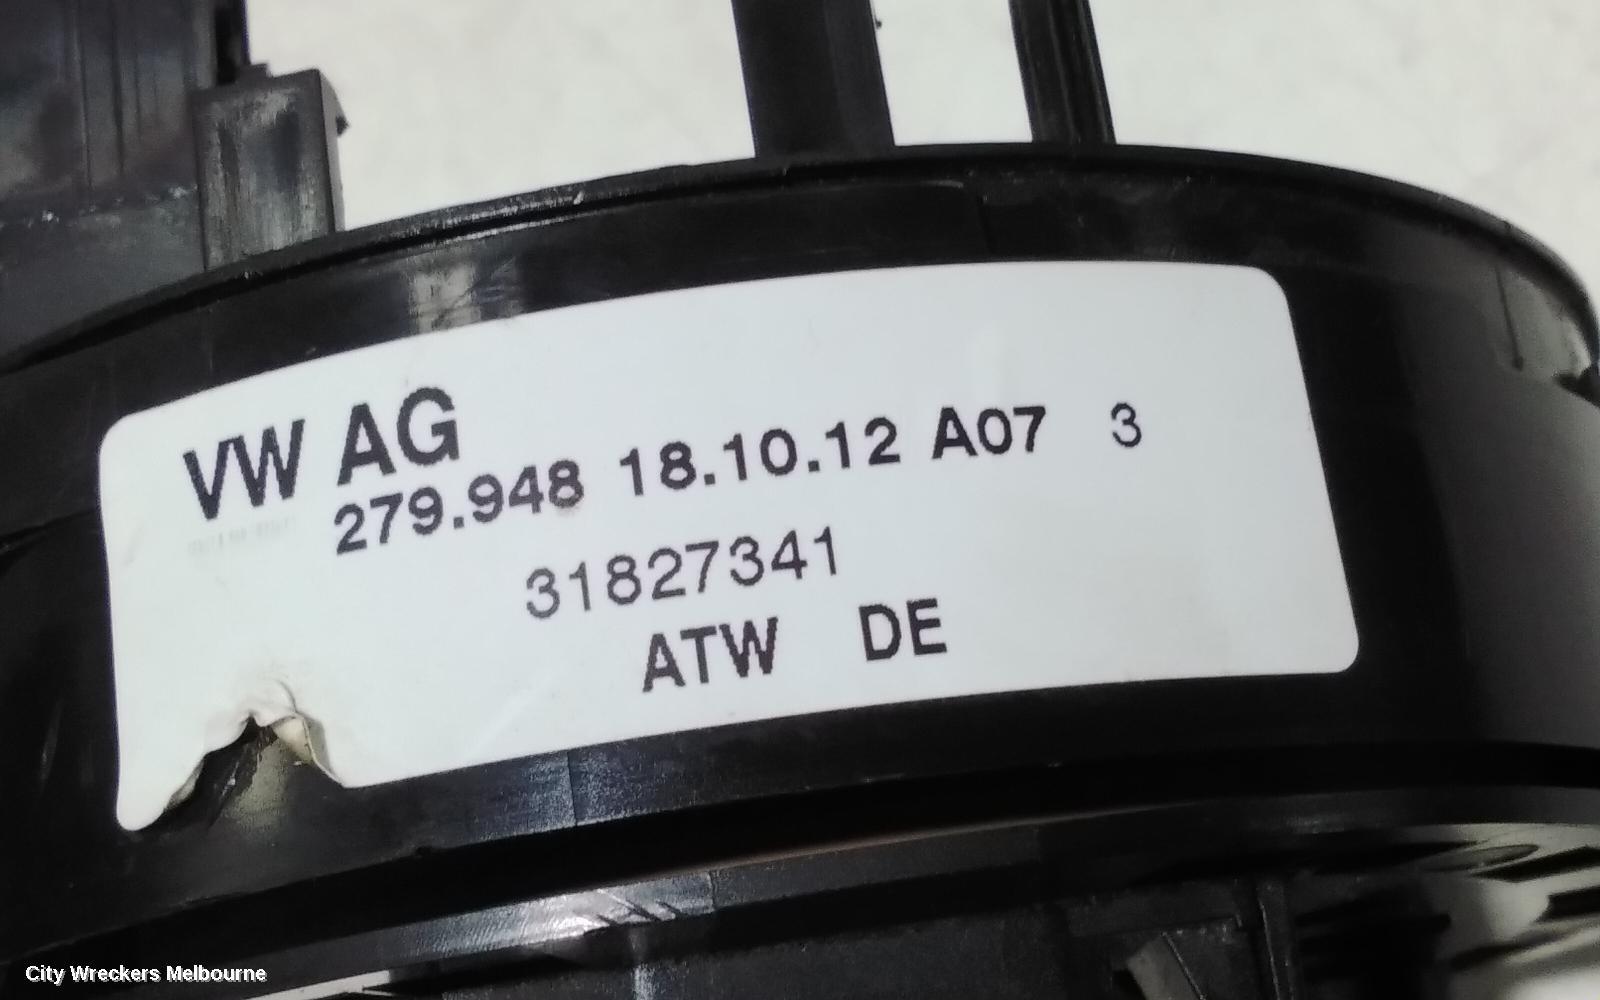 VW AG
279.948 18.10.12 A07 3
31827341
ATW DE
City Wreckers Melbourne